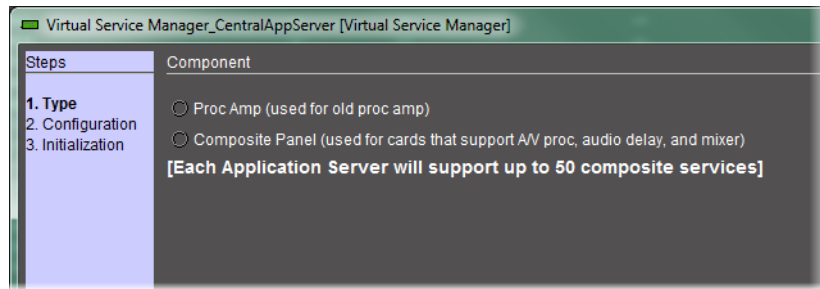 Virtual Service Manager_CentralAppServer [Virtual Service Manager]
Steps
Component
1. Type
2. Configuration
3. Initialization
Proc Amp (used for old proc amp)
Composite Panel (used for cards that support A/V proc, audio delay, and mixer)
[Each Application Server will support up to 50 composite services]